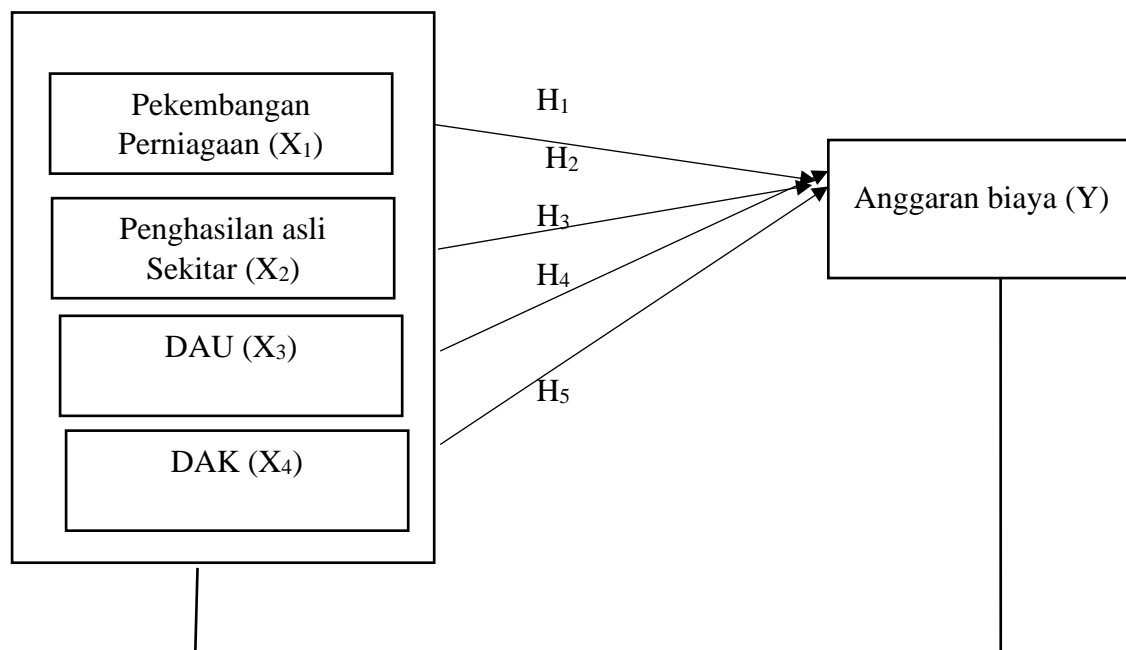 Pekembangan
Perniagaan (X₁)
Penghasilan asli
Sekitar (X₂)
DAU (X₃)
DAK (X₄)
H₁
H₂
H₃
H₄
H₅
Anggaran biaya (Y)